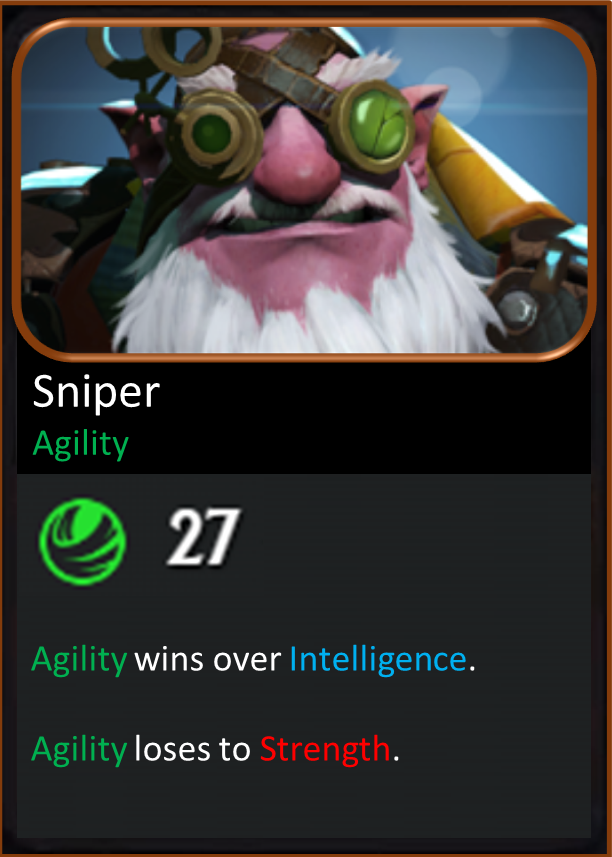 Sniper
Agility
27
Agility wins over Intelligence.
Agility loses to Strength.